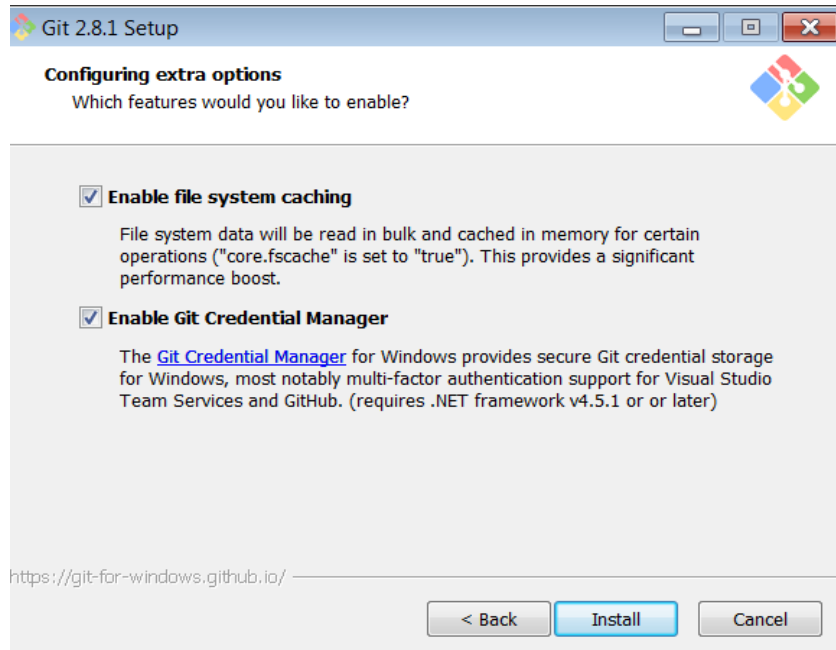 Git 2.8.1 Setup
Configuring extra options
Which features would you like to enable?
Enable file system caching
File system data will be read in bulk and cached in memory for certain
operations ("core.fscache" is set to "true"). This provides a significant
performance boost.
Enable Git Credential Manager
The Git Credential Manager for Windows provides secure Git credential storage
for Windows, most notably multi-factor authentication support for Visual Studio
Team Services and GitHub. (requires .NET framework v4.5.1 or or later)
https://git-for-windows.github.io/
< Back Install Cancel